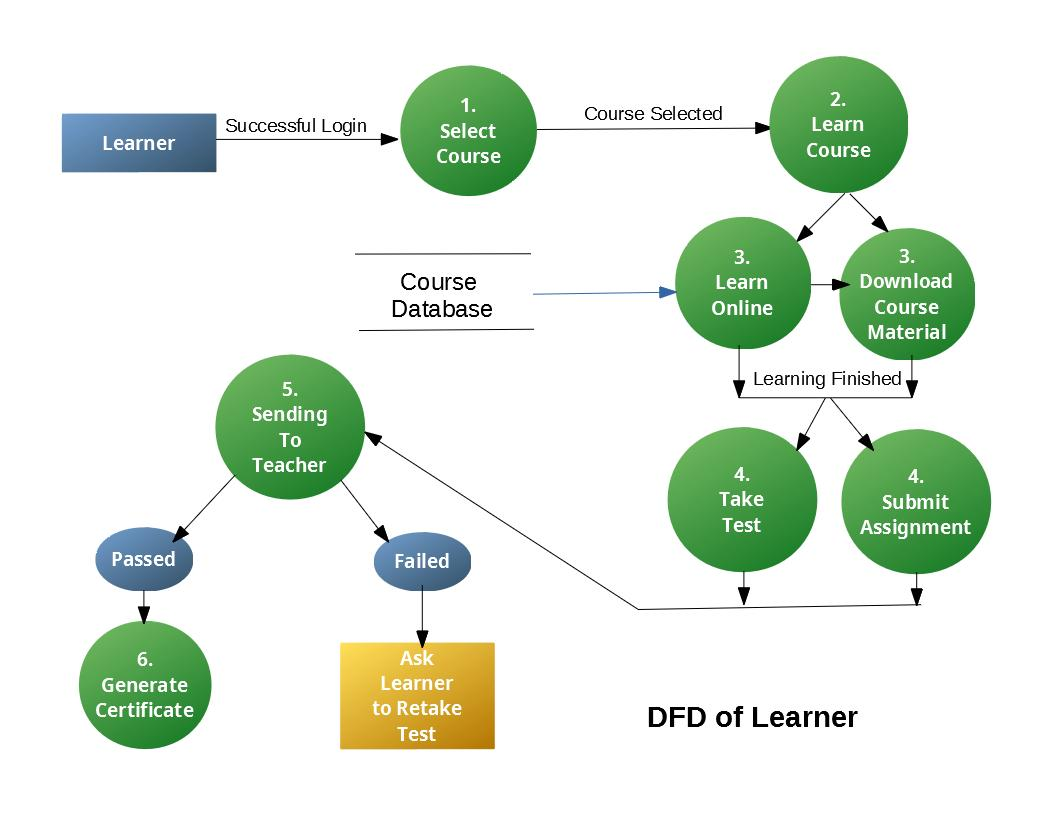 Learner
Successful Login
1.
Select
Course
Course Selected
2.
Learn
Course
Course
Database
3.
Learn
Online
3.
Download
Course
Material
Learning Finished
4.
Take
Test
4.
Submit
Assignment
5.
Sending
To
Teacher
Passed
Failed
6.
Generate
Certificate
Ask
Learner
to Retake
Test
DFD of Learner